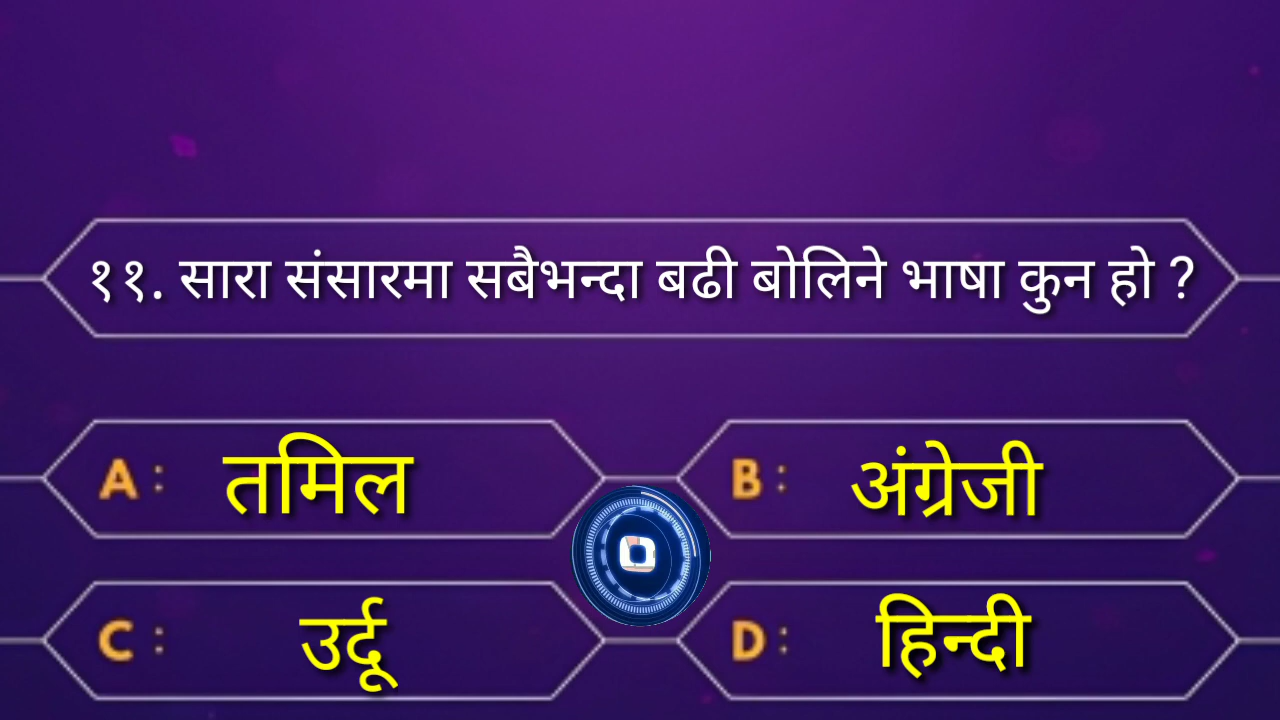 ११. सारा संसारमा सबैभन्दा बढी बोलिने भाषा कुन हो ?
A : तमिल
B : अंग्रेजी
C : उर्दू
D : हिन्दी